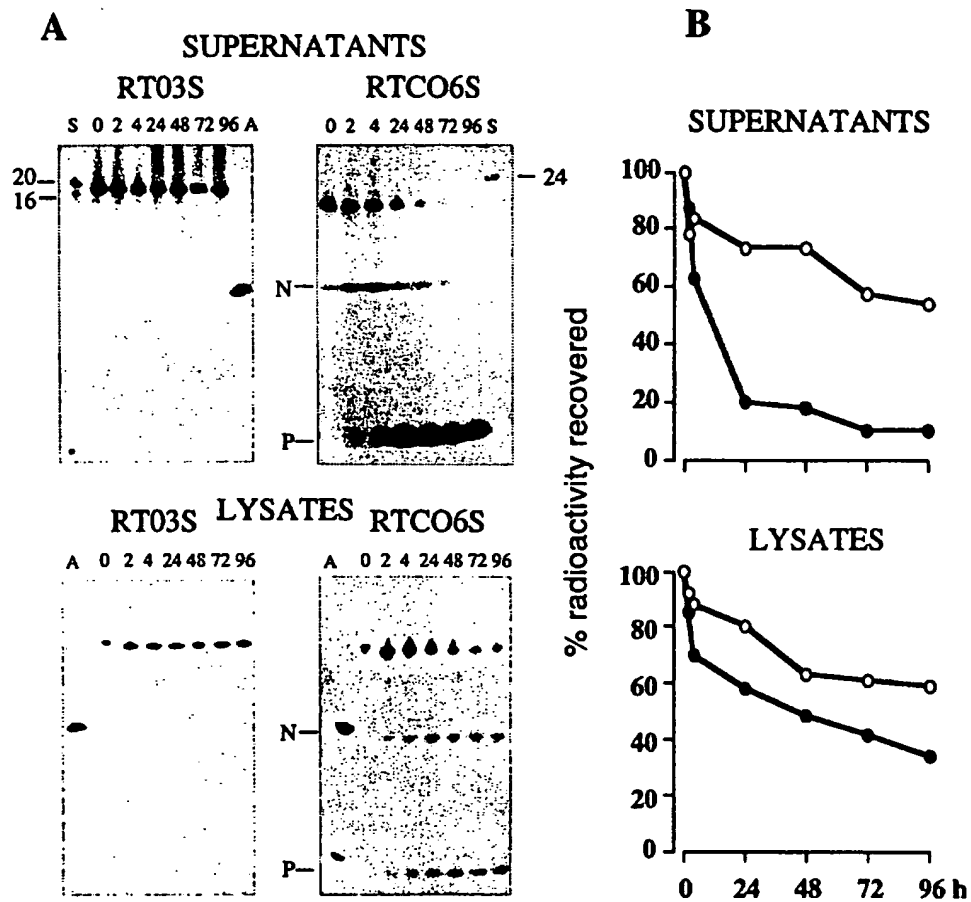 A
SUPERNATANTS
RT03S
RTCO6S
S 0 2 4 24 48 72 96 A
0 2 4 24 48 72 96 S
20
16
24
N
P
LYSATES
RT03S
RTCO6S
A 0 2 4 24 48 72 96
A 0 2 4 24 48 72 96
N
P
B
SUPERNATANTS
100
80
60
40
20
0
% radioactivity recovered
LYSATES
100
80
60
40
20
0
0 24 48 72 96 h